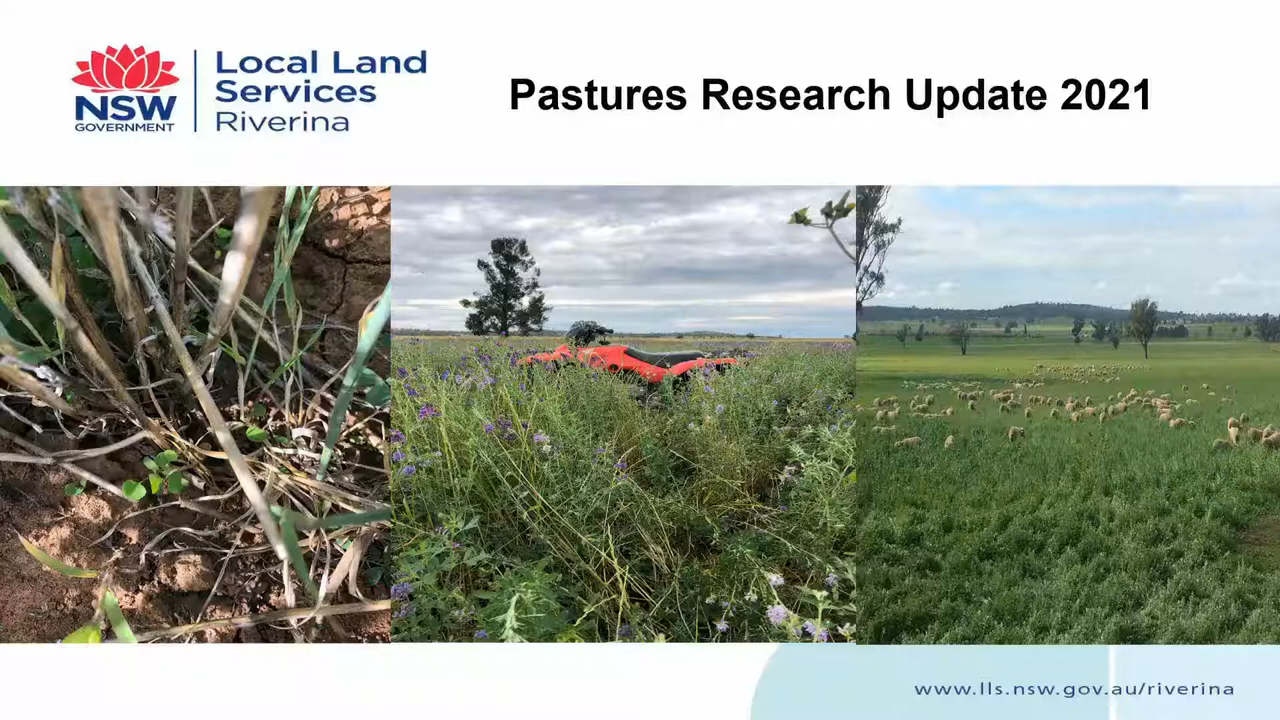 NSW
GOVERNMENT
Local Land
Services
Riverina
Pastures Research Update 2021
www.lls.nsw.gov.au/riverina